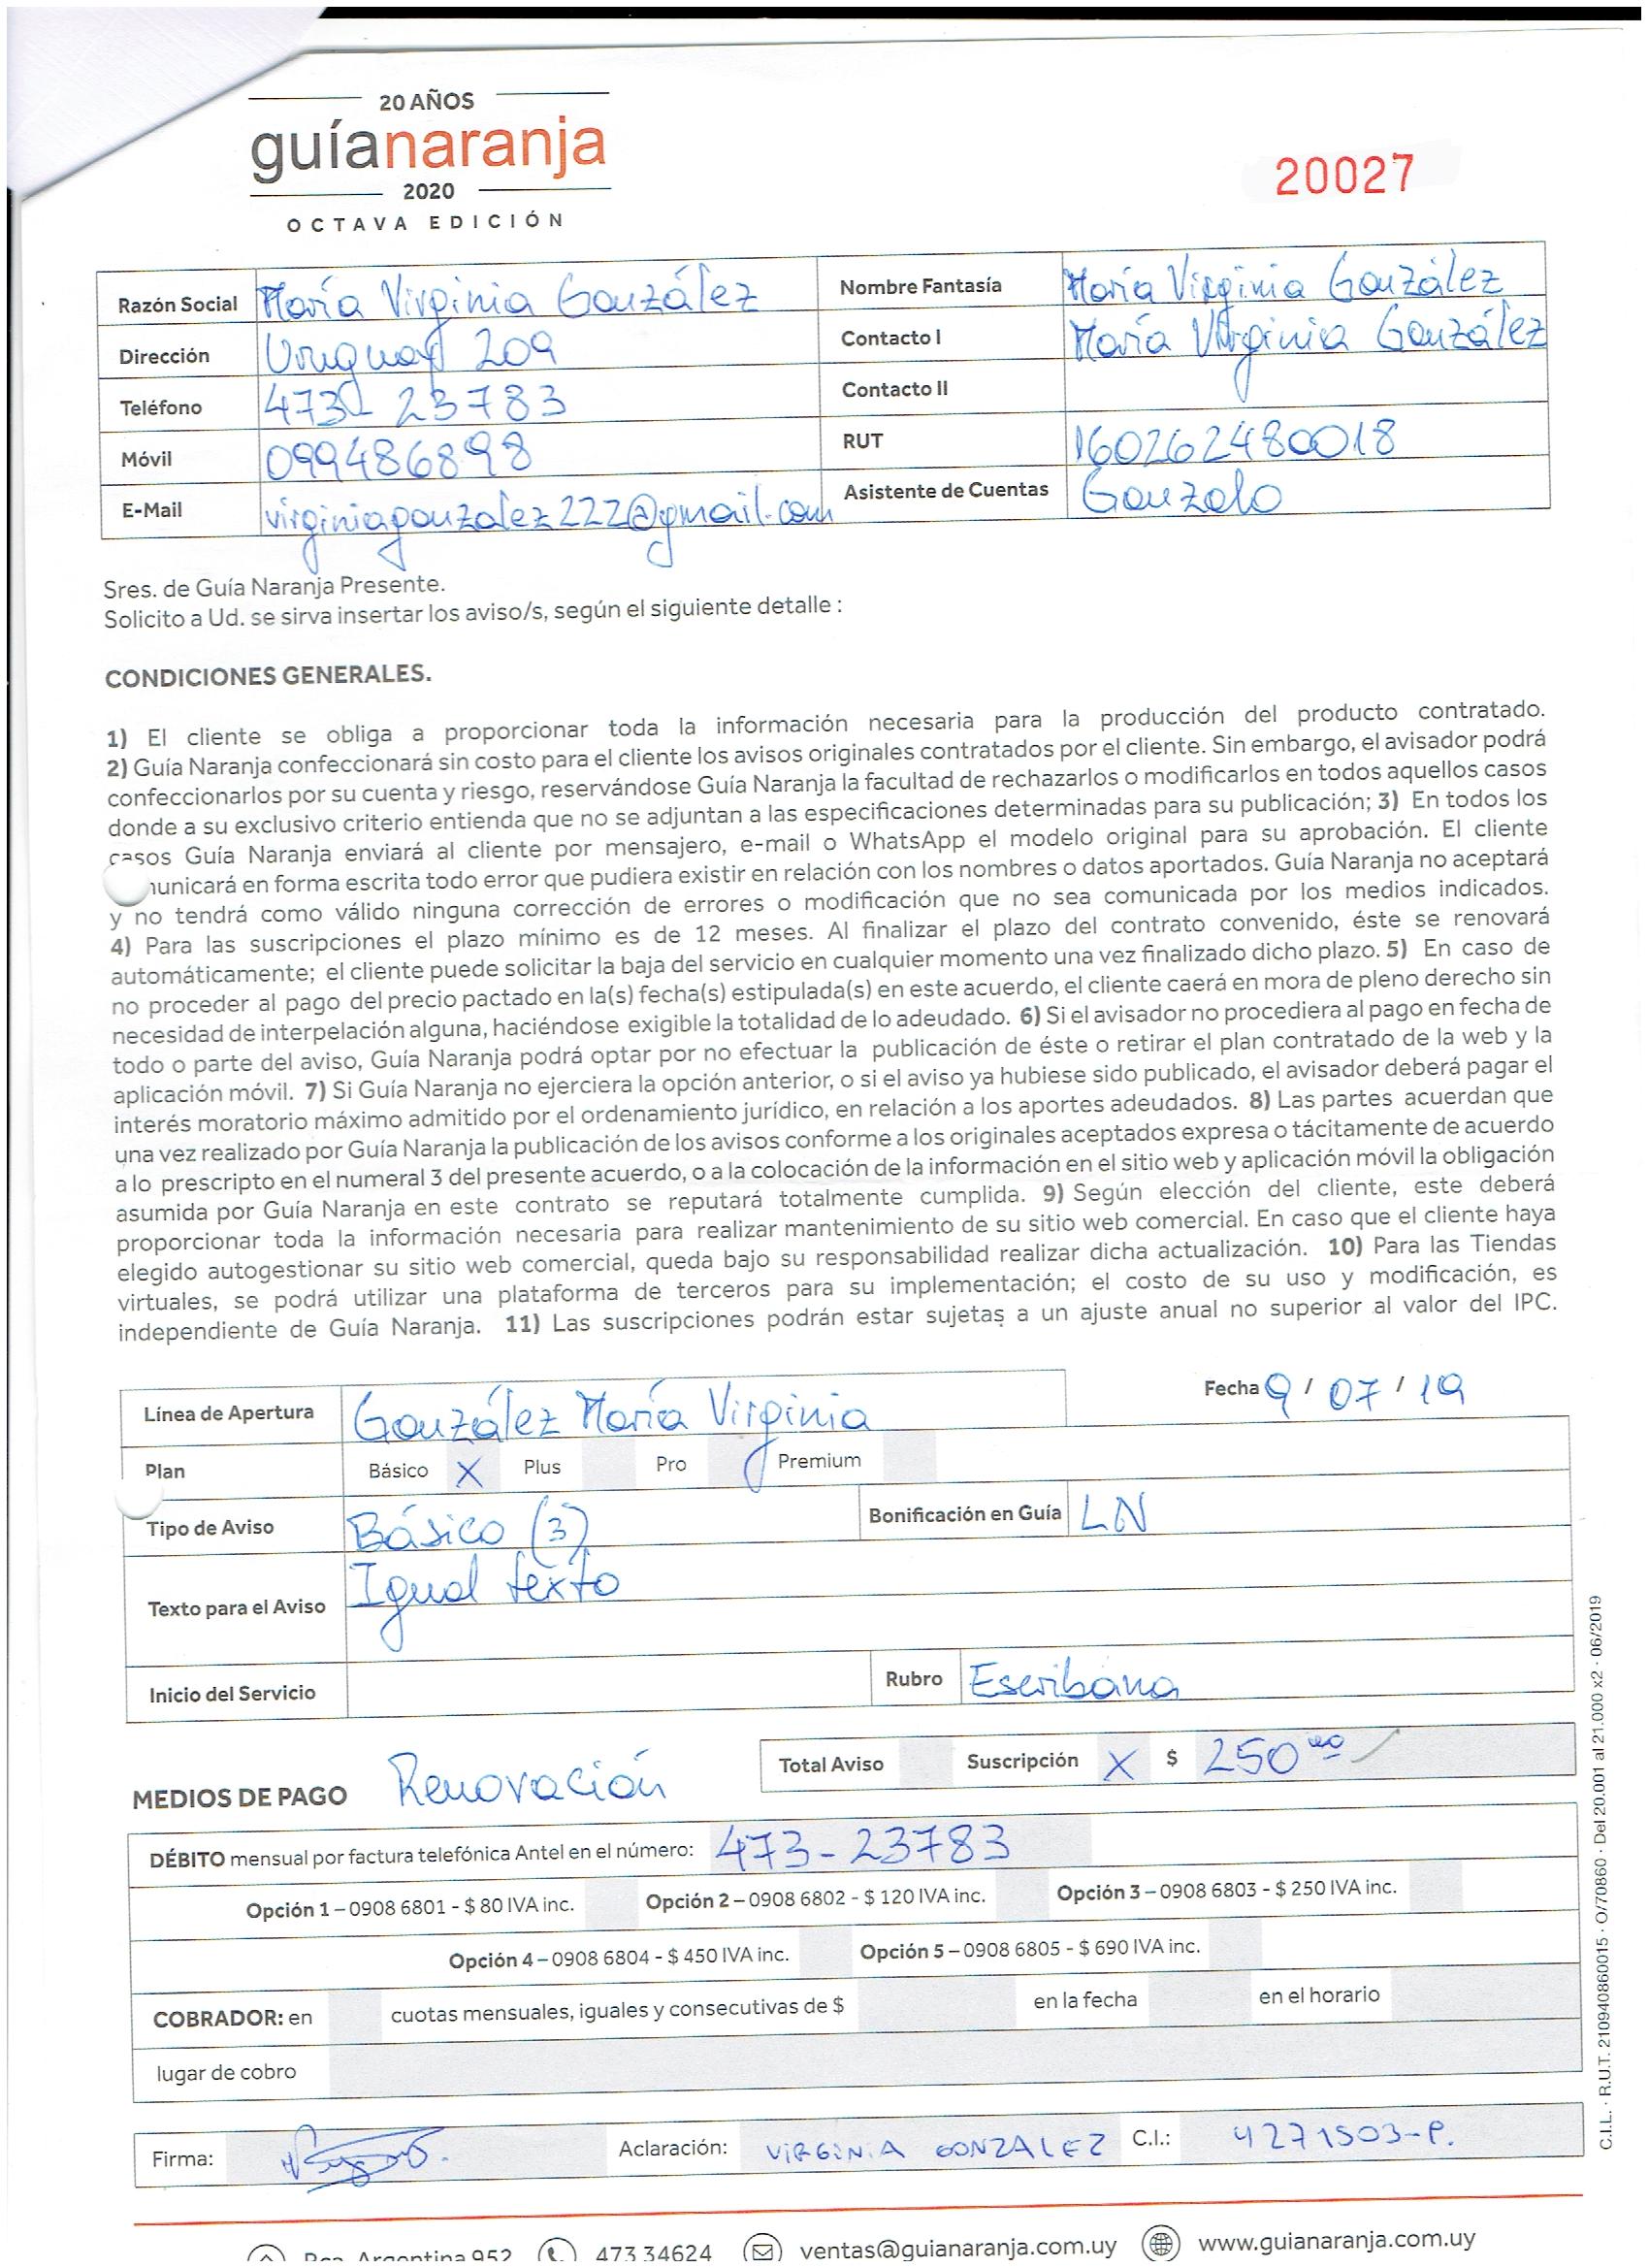 20 AÑOS
guíanaranja
2020
OCTAVA EDICIÓN
20027
Razón Social María Virginia González Nombre Fantasía María Virginia González
Dirección Uruguay 209 Contacto I María Virginia González
Teléfono 473 23783 Contacto II
Móvil 099486898 RUT 160262480018
E-Mail virginiagonzalez222@gmail.com Asistente de Cuentas Gonzalo
Sres. de Guía Naranja Presente.
Solicito a Ud. se sirva insertar los aviso/s, según el siguiente detalle :
CONDICIONES GENERALES.
1) El cliente se obliga a proporcionar toda la información necesaria para la producción del producto contratado.
2) Guía Naranja confeccionará sin costo para el cliente los avisos originales contratados por el cliente. Sin embargo, el avisador podrá
confeccionarlos por su cuenta y riesgo, reservándose Guía Naranja la facultad de rechazarlos o modificarlos en todos aquellos casos
donde a su exclusivo criterio entienda que no se adjuntan a las especificaciones determinadas para su publicación; 3) En todos los
casos Guía Naranja enviará al cliente por mensajero, e-mail o WhatsApp el modelo original para su aprobación. El cliente
unicará en forma escrita todo error que pudiera existir en relación con los nombres o datos aportados. Guía Naranja no aceptará
y no tendrá como válido ninguna corrección de errores o modificación que no sea comunicada por los medios indicados.
4) Para las suscripciones el plazo mínimo es de 12 meses. Al finalizar el plazo del contrato convenido, éste se renovará
automáticamente; el cliente puede solicitar la baja del servicio en cualquier momento una vez finalizado dicho plazo. 5) En caso de
no proceder al pago del precio pactado en la(s) fecha(s) estipulada(s) en este acuerdo, el cliente caerá en mora de pleno derecho sin
necesidad de interpelación alguna, haciéndose exigible la totalidad de lo adeudado. 6) Si el avisador no procediera al pago en fecha de
todo o parte del aviso, Guía Naranja podrá optar por no efectuar la publicación de éste o retirar el plan contratado de la web y la
aplicación móvil. 7) Si Guía Naranja no ejerciera la opción anterior, o si el aviso ya hubiese sido publicado, el avisador deberá pagar el
interés moratorio máximo admitido por el ordenamiento jurídico, en relación a los aportes adeudados. 8) Las partes acuerdan que
una vez realizado por Guía Naranja la publicación de los avisos conforme a los originales aceptados expresa o tácitamente de acuerdo
a lo prescripto en el numeral 3 del presente acuerdo, o a la colocación de la información en el sitio web y aplicación móvil la obligación
asumida por Guía Naranja en este contrato se reputará totalmente cumplida. 9) Según elección del cliente, este deberá
proporcionar toda la información necesaria para realizar mantenimiento de su sitio web comercial. En caso que el cliente haya
elegido autogestionar su sitio web comercial, queda bajo su responsabilidad realizar dicha actualización. 10) Para las Tiendas
virtuales, se podrá utilizar una plataforma de terceros para su implementación; el costo de su uso y modificación, es
independiente de Guía Naranja. 11) Las suscripciones podrán estar sujetas a un ajuste anual no superior al valor del IPC.
Línea de Apertura González María Virginia Fecha 9 / 07 / 19
Plan Básico X Plus Pro Premium
Tipo de Aviso Básico (3) Bonificación en Guía LN
Texto para el Aviso Igual texto
Inicio del Servicio Rubro Escribana
Total Aviso Suscripción X $ 250 00
MEDIOS DE PAGO Renovación
DÉBITO mensual por factura telefónica Antel en el número: 473-23783
Opción 1 – 0908 6801 - $ 80 IVA inc. Opción 2 – 0908 6802 - $ 120 IVA inc. Opción 3 – 0908 6803 - $ 250 IVA inc.
Opción 4 – 0908 6804 - $ 450 IVA inc. Opción 5 – 0908 6805 - $ 690 IVA inc.
COBRADOR: en cuotas mensuales, iguales y consecutivas de $ en la fecha en el horario
lugar de cobro
Firma: Aclaración: VIRGINIA GONZALEZ C.I.: 4271503-P.
Argentina 952 473 34624 ventas@guianaranja.com.uy www.guianaranja.com.uy
C.I.L. · R.U.T. 210940860015 · O/70860 · Del 20.001 al 21.000 x2 · 06/2019